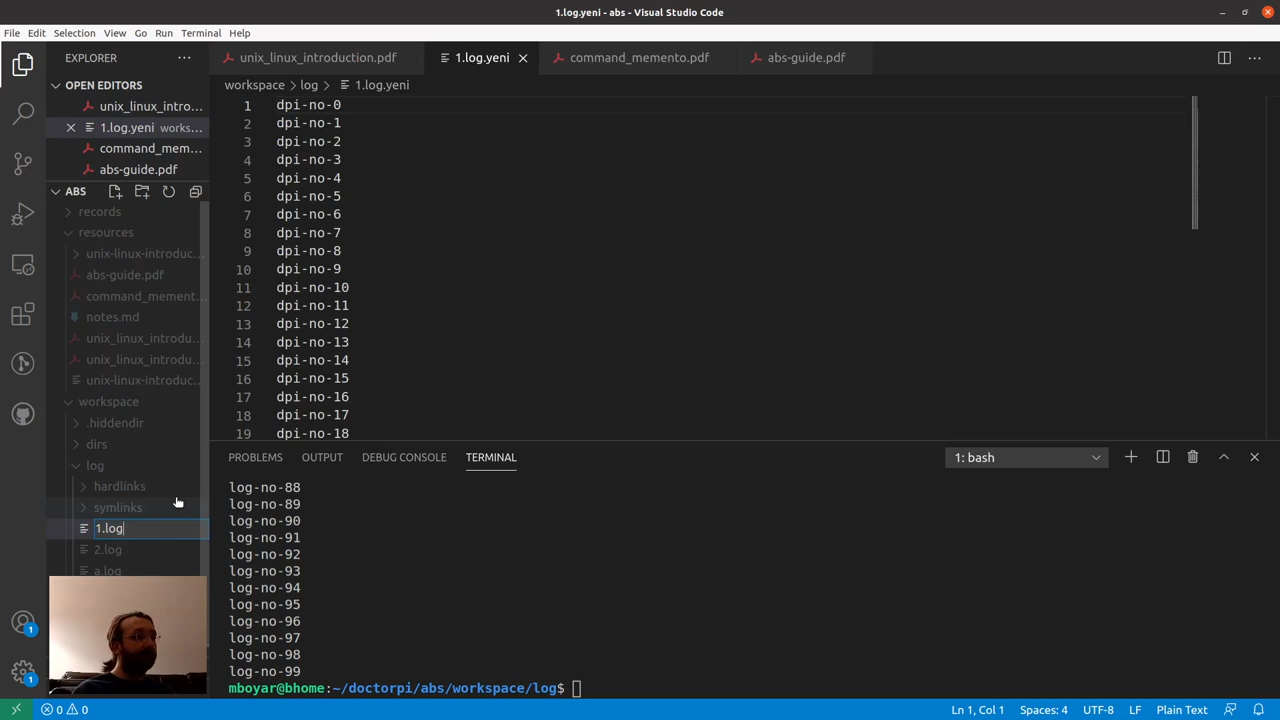 1.log.yeni - abs - Visual Studio Code
File Edit Selection View Go Run Terminal Help
EXPLORER
OPEN EDITORS
unix_linux_intro...
1.log.yeni works...
command_mem...
abs-guide.pdf
ABS
records
resources
unix-linux-introduc...
abs-guide.pdf
command_mement...
notes.md
unix_linux_introdu...
unix_linux_introdu...
unix-linux-introduc...
workspace
.hiddendir
dirs
log
hardlinks
symlinks
1.log
2.log
a.log
unix_linux_introduction.pdf 1.log.yeni command_memento.pdf abs-guide.pdf
workspace > log > 1.log.yeni
1 dpi-no-0
2 dpi-no-1
3 dpi-no-2
4 dpi-no-3
5 dpi-no-4
6 dpi-no-5
7 dpi-no-6
8 dpi-no-7
9 dpi-no-8
10 dpi-no-9
11 dpi-no-10
12 dpi-no-11
13 dpi-no-12
14 dpi-no-13
15 dpi-no-14
16 dpi-no-15
17 dpi-no-16
18 dpi-no-17
19 dpi-no-18
PROBLEMS OUTPUT DEBUG CONSOLE TERMINAL 1: bash
log-no-88
log-no-89
log-no-90
log-no-91
log-no-92
log-no-93
log-no-94
log-no-95
log-no-96
log-no-97
log-no-98
log-no-99
mboyar@bhome:~/doctorpi/abs/workspace/log$
1
1
0 0 Ln 1, Col 1 Spaces: 4 UTF-8 LF Plain Text